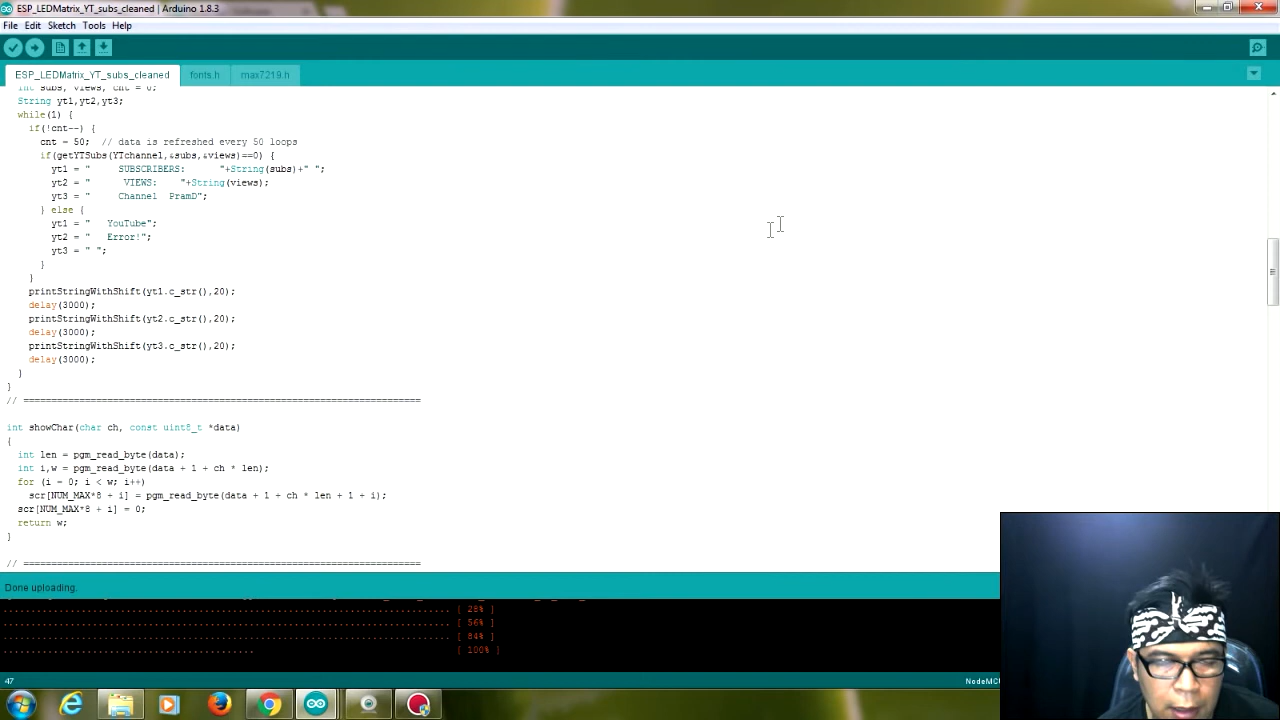 ESP_LEDMatrix_YT_subs_cleaned | Arduino 1.8.3
File Edit Sketch Tools Help
ESP_LEDMatrix_YT_subs_cleaned fonts.h max7219.h
int subs, views, cnt = 0;
String yt1,yt2,yt3;
while(1) {
if(!cnt--) {
cnt = 50;  // data is refreshed every 50 loops
if(getYTSubs(YTchannel,&subs,&views)==0) {
yt1 = "     SUBSCRIBERS:      "+String(subs)+" ";
yt2 = "      VIEWS:    "+String(views);
yt3 = "     Channel  PramD";
} else {
yt1 = "   YouTube";
yt2 = "   Error!";
yt3 = " ";
}
}
printStringWithShift(yt1.c_str(),20);
delay(3000);
printStringWithShift(yt2.c_str(),20);
delay(3000);
printStringWithShift(yt3.c_str(),20);
delay(3000);
}
}
// =======================================================================
int showChar(char ch, const uint8_t *data)
{
int len = pgm_read_byte(data);
int i,w = pgm_read_byte(data + 1 + ch * len);
for (i = 0; i < w; i++)
scr[NUM_MAX*8 + i] = pgm_read_byte(data + 1 + ch * len + 1 + i);
scr[NUM_MAX*8 + i] = 0;
return w;
}
// =======================================================================
Done uploading.
................................................................................ [ 28% ]
................................................................................ [ 56% ]
................................................................................ [ 84% ]
............................................. [ 100% ]
47 NodeMCU